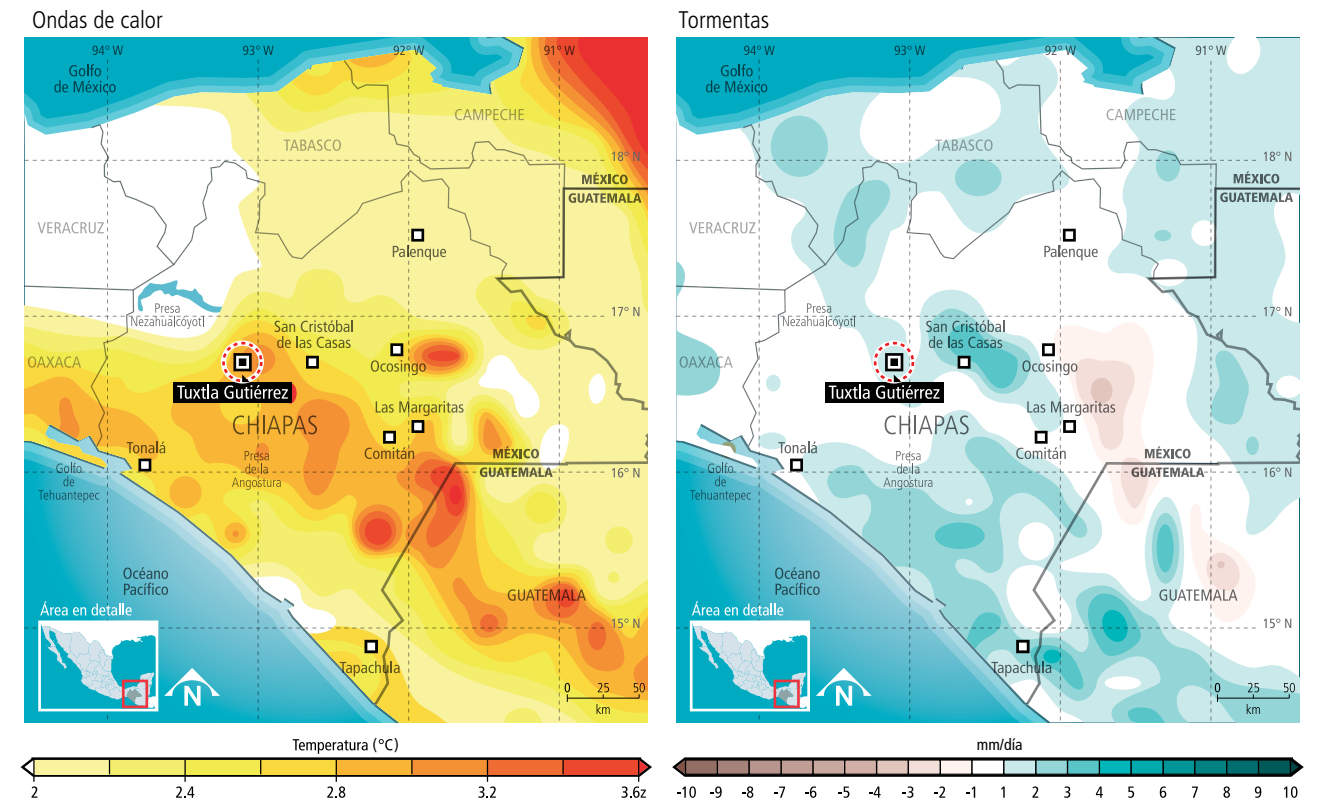 Ondas de calor
94° W
93° W
92° W
91° W
Golfo
de México
CAMPECHE
TABASCO
18° N
MÉXICO
GUATEMALA
VERACRUZ
Palenque
17° N
Presa
Nezahualcóyotl
San Cristóbal
de las Casas
OAXACA
Ocosingo
Tuxtla Gutiérrez
Las Margaritas
CHIAPAS
Tonalá
Comitán
MÉXICO
GUATEMALA
16° N
Presa
de la
Angostura
Golfo
de
Tehuantepec
Océano
Pacífico
GUATEMALA
Área en detalle
15° N
Tapachula
N
0 25 50
km
Temperatura (°C)
2 2.4 2.8 3.2 3.6z
Tormentas
94° W
93° W
92° W
91° W
Golfo
de México
CAMPECHE
TABASCO
18° N
MÉXICO
GUATEMALA
VERACRUZ
Palenque
17° N
Presa
Nezahualcóyotl
San Cristóbal
de las Casas
OAXACA
Ocosingo
Tuxtla Gutiérrez
Las Margaritas
CHIAPAS
Tonalá
Comitán
MÉXICO
GUATEMALA
16° N
Presa
de la
Angostura
Golfo
de
Tehuantepec
Océano
Pacífico
GUATEMALA
Área en detalle
15° N
Tapachula
N
0 25 50
km
mm/día
-10 -9 -8 -7 -6 -5 -4 -3 -2 -1 1 2 3 4 5 6 7 8 9 10